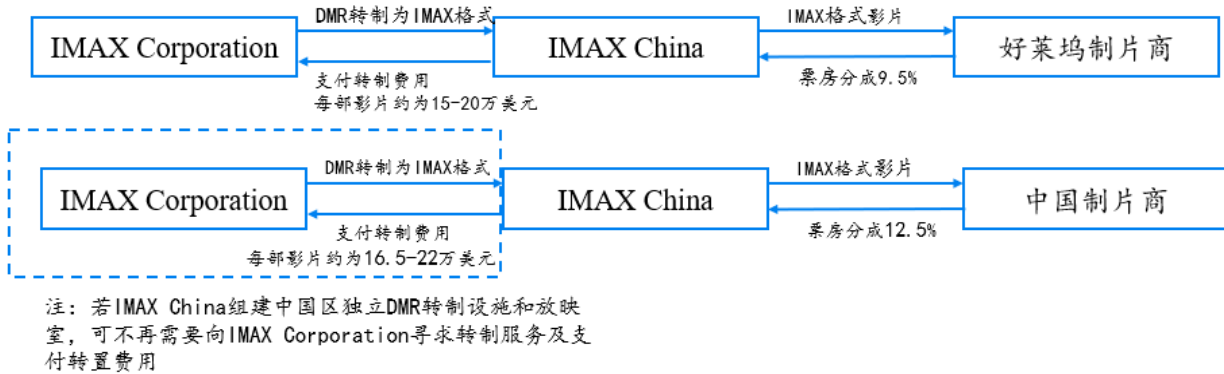 DMR转制为IMAX格式
IMAX格式影片
IMAX Corporation
IMAX China
好莱坞制片商
支付转制费用
每部影片约为15-20万美元
票房分成9.5%
DMR转制为IMAX格式
IMAX格式影片
IMAX Corporation
IMAX China
中国制片商
支付转制费用
每部影片约为16.5-22万美元
票房分成12.5%
注：若IMAX China组建中国区独立DMR转制设施和放映
室，可不再需要向IMAX Corporation寻求转制服务及支
付转置费用